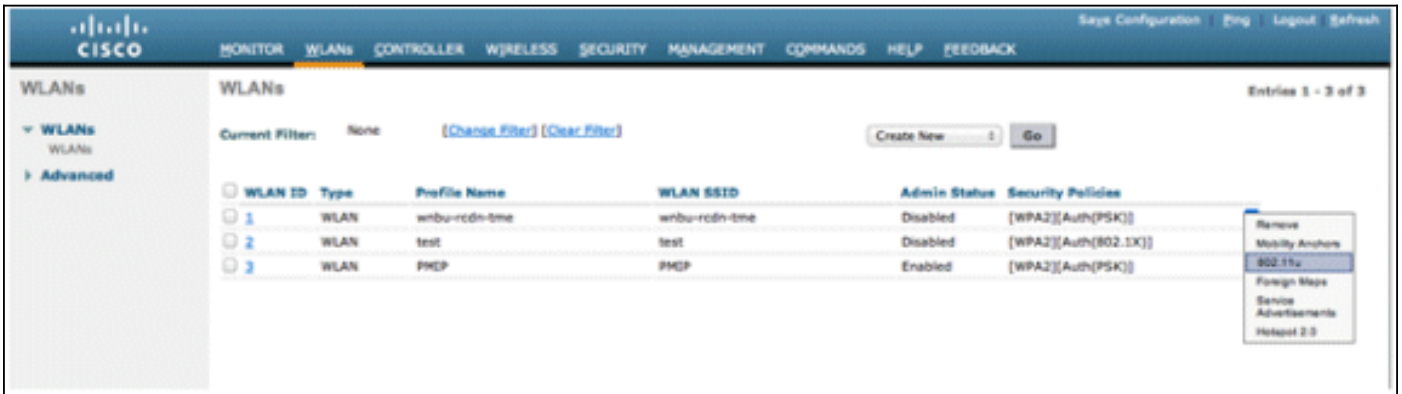 Save Configuration Ping Logout Refresh
CISCO MONITOR WLANs CONTROLLER WIRELESS SECURITY MANAGEMENT COMMANDS HELP FEEDBACK
WLANs
WLANs
WLANs
Advanced
WLANs Entries 1 - 3 of 3
Current Filter: None [Change Filter] [Clear Filter] Create New Go
WLAN ID Type Profile Name WLAN SSID Admin Status Security Policies
1 WLAN wnbu-rcdn-tme wnbu-rcdn-tme Disabled [WPA2][Auth(PSK)]
2 WLAN test test Disabled [WPA2][Auth(802.1X)]
3 WLAN PMIP PMIP Enabled [WPA2][Auth(PSK)]
Remove
Mobility Anchors
802.11u
Foreign Maps
Service
Advertisements
Hotspot 2.0